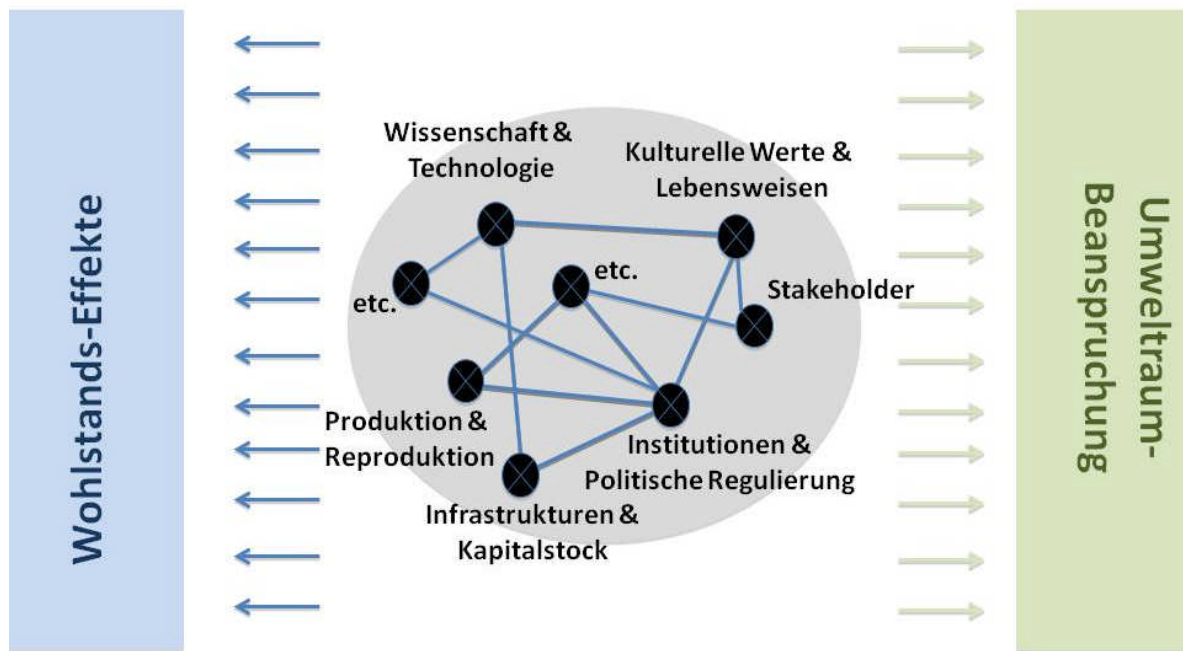 Wohlstands-Effekte
Wissenschaft &
Technologie
Kulturelle Werte &
Lebensweisen
etc.
etc.
Stakeholder
Produktion &
Reproduktion
Institutionen &
Politische Regulierung
Infrastrukturen &
Kapitalstock
Umweltraum-
Beanspruchung